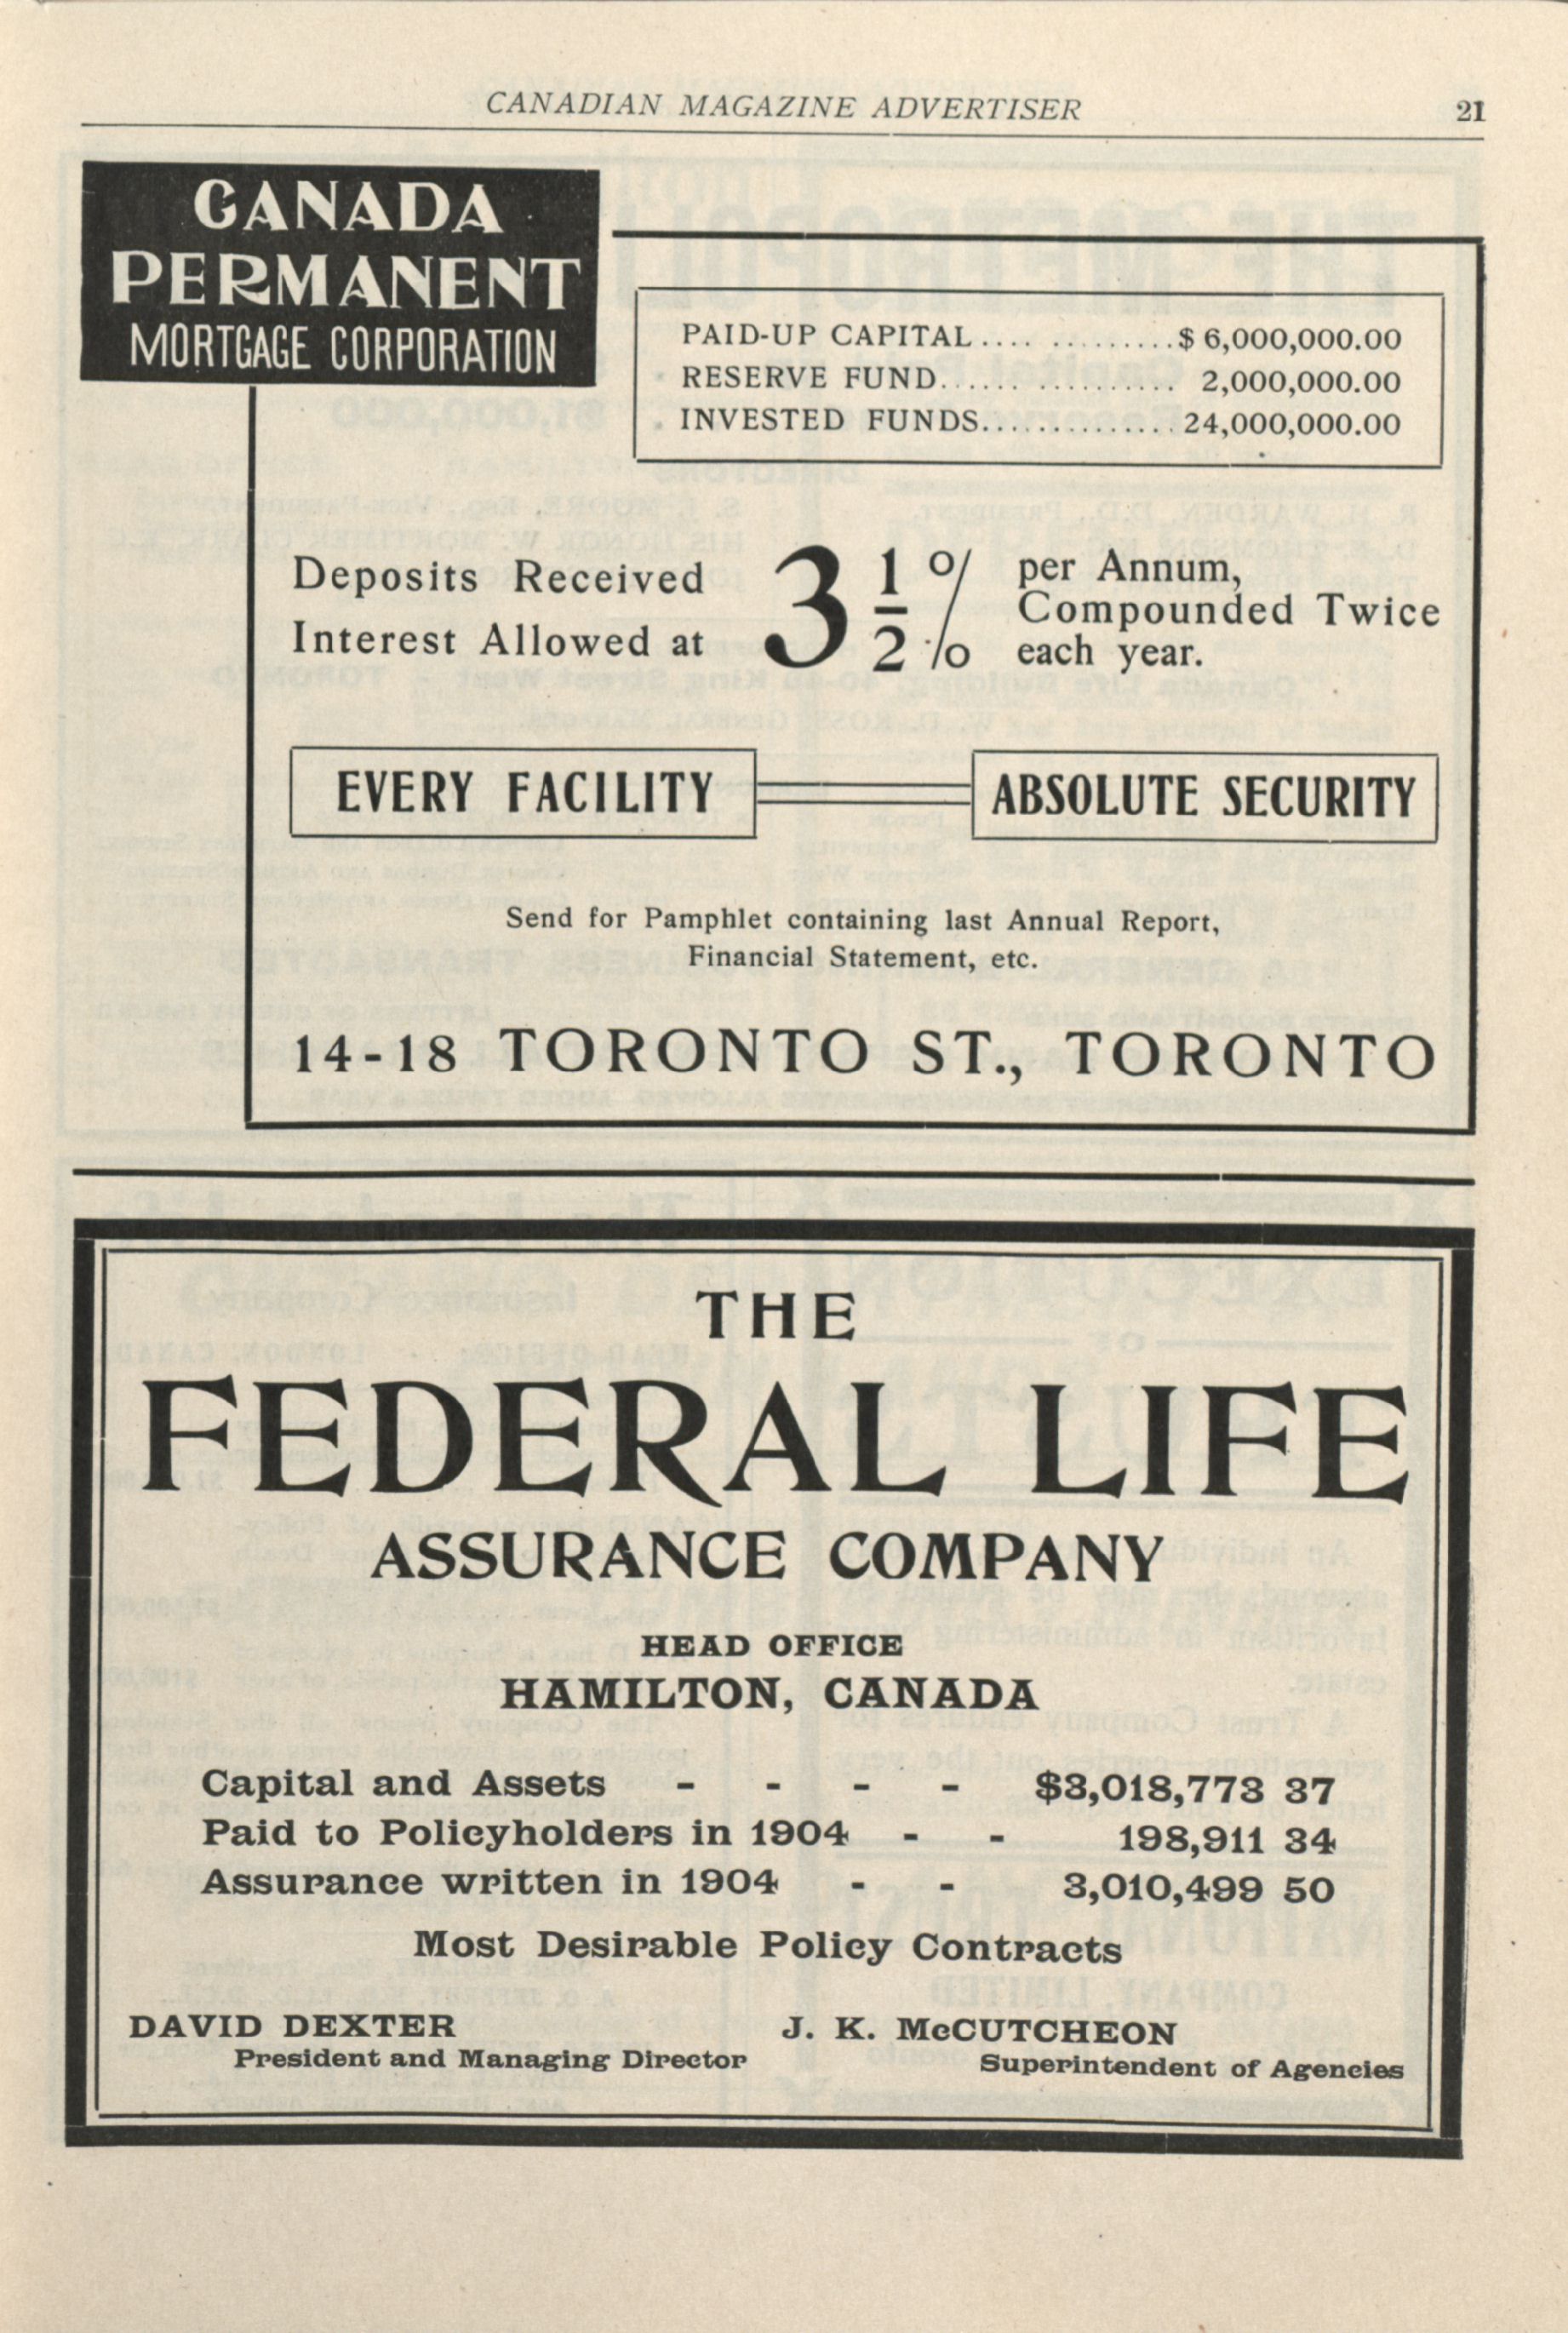 CANADIAN MAGAZINE ADVERTISER 21
CANADA
PERMANENT
MORTGAGE CORPORATION
PAID-UP CAPITAL.... .........$ 6,000,000.00
RESERVE FUND...... .......... 2,000,000.00
INVESTED FUNDS.............. 24,000,000.00
Deposits Received
Interest Allowed at
3½%
per Annum,
Compounded Twice
each year.
EVERY FACILITY
ABSOLUTE SECURITY
Send for Pamphlet containing last Annual Report,
Financial Statement, etc.
14-18 TORONTO ST., TORONTO
THE
FEDERAL LIFE
ASSURANCE COMPANY
HEAD OFFICE
HAMILTON, CANADA
Capital and Assets - - - - $3,018,773 37
Paid to Policyholders in 1904 - - 198,911 34
Assurance written in 1904 - - 3,010,499 50
Most Desirable Policy Contracts
DAVID DEXTER
President and Managing Director
J. K. McCUTCHEON
Superintendent of Agencies